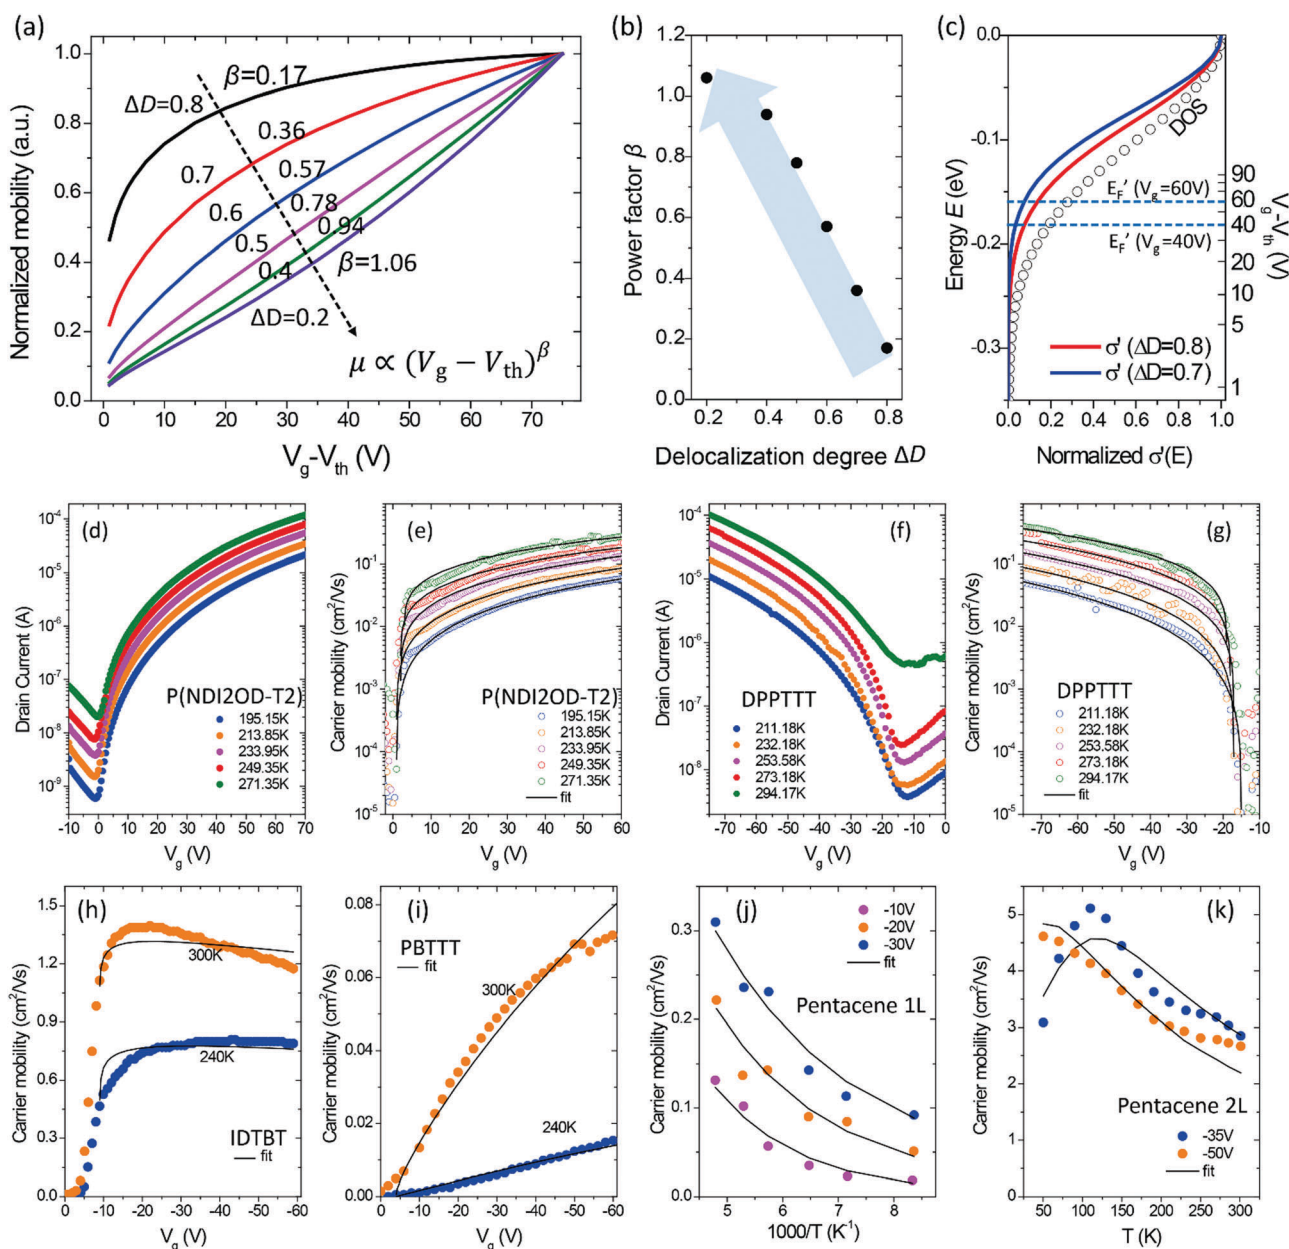 (a)
Normalized mobility (a.u.)
1.0
0.8
0.6
0.4
0.2
0.0
β=0.17
ΔD=0.8
0.36
0.7
0.57
0.6
0.78
0.5
0.94
0.4
β=1.06
ΔD=0.2
μ ∝ (Vg − Vth)^β
0 10 20 30 40 50 60 70
Vg-Vth (V)
(b)
Power factor β
1.2
1.0
0.8
0.6
0.4
0.2
0.0
0.2 0.4 0.6 0.8
Delocalization degree ΔD
(c)
Energy E (eV)
0.0
-0.1
-0.2
-0.3
DOS
EF' (Vg=60V)
EF' (Vg=40V)
90
60
40
20
10
5
1
Vg-Vth (V)
σ' (ΔD=0.8)
σ' (ΔD=0.7)
0.0 0.2 0.4 0.6 0.8 1.0
Normalized σ'(E)
(d)
Drain Current (A)
10-4
10-5
10-6
10-7
10-8
10-9
P(NDI2OD-T2)
195.15K
213.85K
233.95K
249.35K
271.35K
-10 0 10 20 30 40 50 60 70
Vg (V)
(e)
Carrier mobility (cm2/Vs)
10-1
10-2
10-3
10-4
10-5
P(NDI2OD-T2)
195.15K
213.85K
233.95K
249.35K
271.35K
fit
0 10 20 30 40 50 60
Vg (V)
(f)
Drain Current (A)
10-4
10-5
10-6
10-7
10-8
DPPTTT
211.18K
232.18K
253.58K
273.18K
294.17K
-70 -60 -50 -40 -30 -20 -10 0
Vg (V)
(g)
Carrier mobility (cm2/Vs)
10-1
10-2
10-3
10-4
10-5
DPPTTT
211.18K
232.18K
253.58K
273.18K
294.17K
fit
-70 -60 -50 -40 -30 -20 -10
Vg (V)
(h)
Carrier mobility (cm2/Vs)
1.5
1.2
0.9
0.6
0.3
0.0
300K
240K
IDTBT
fit
0 -10 -20 -30 -40 -50 -60
Vg (V)
(i)
Carrier mobility (cm2/Vs)
0.08
0.06
0.04
0.02
0.00
PBTTT
fit
300K
240K
0 -10 -20 -30 -40 -50 -60
Vg (V)
(j)
Carrier mobility (cm2/Vs)
0.3
0.2
0.1
0.0
-10V
-20V
-30V
fit
Pentacene 1L
5 6 7 8
1000/T (K-1)
(k)
Carrier mobility (cm2/Vs)
6
5
4
3
2
1
0
Pentacene 2L
-35V
-50V
fit
50 100 150 200 250 300
T (K)